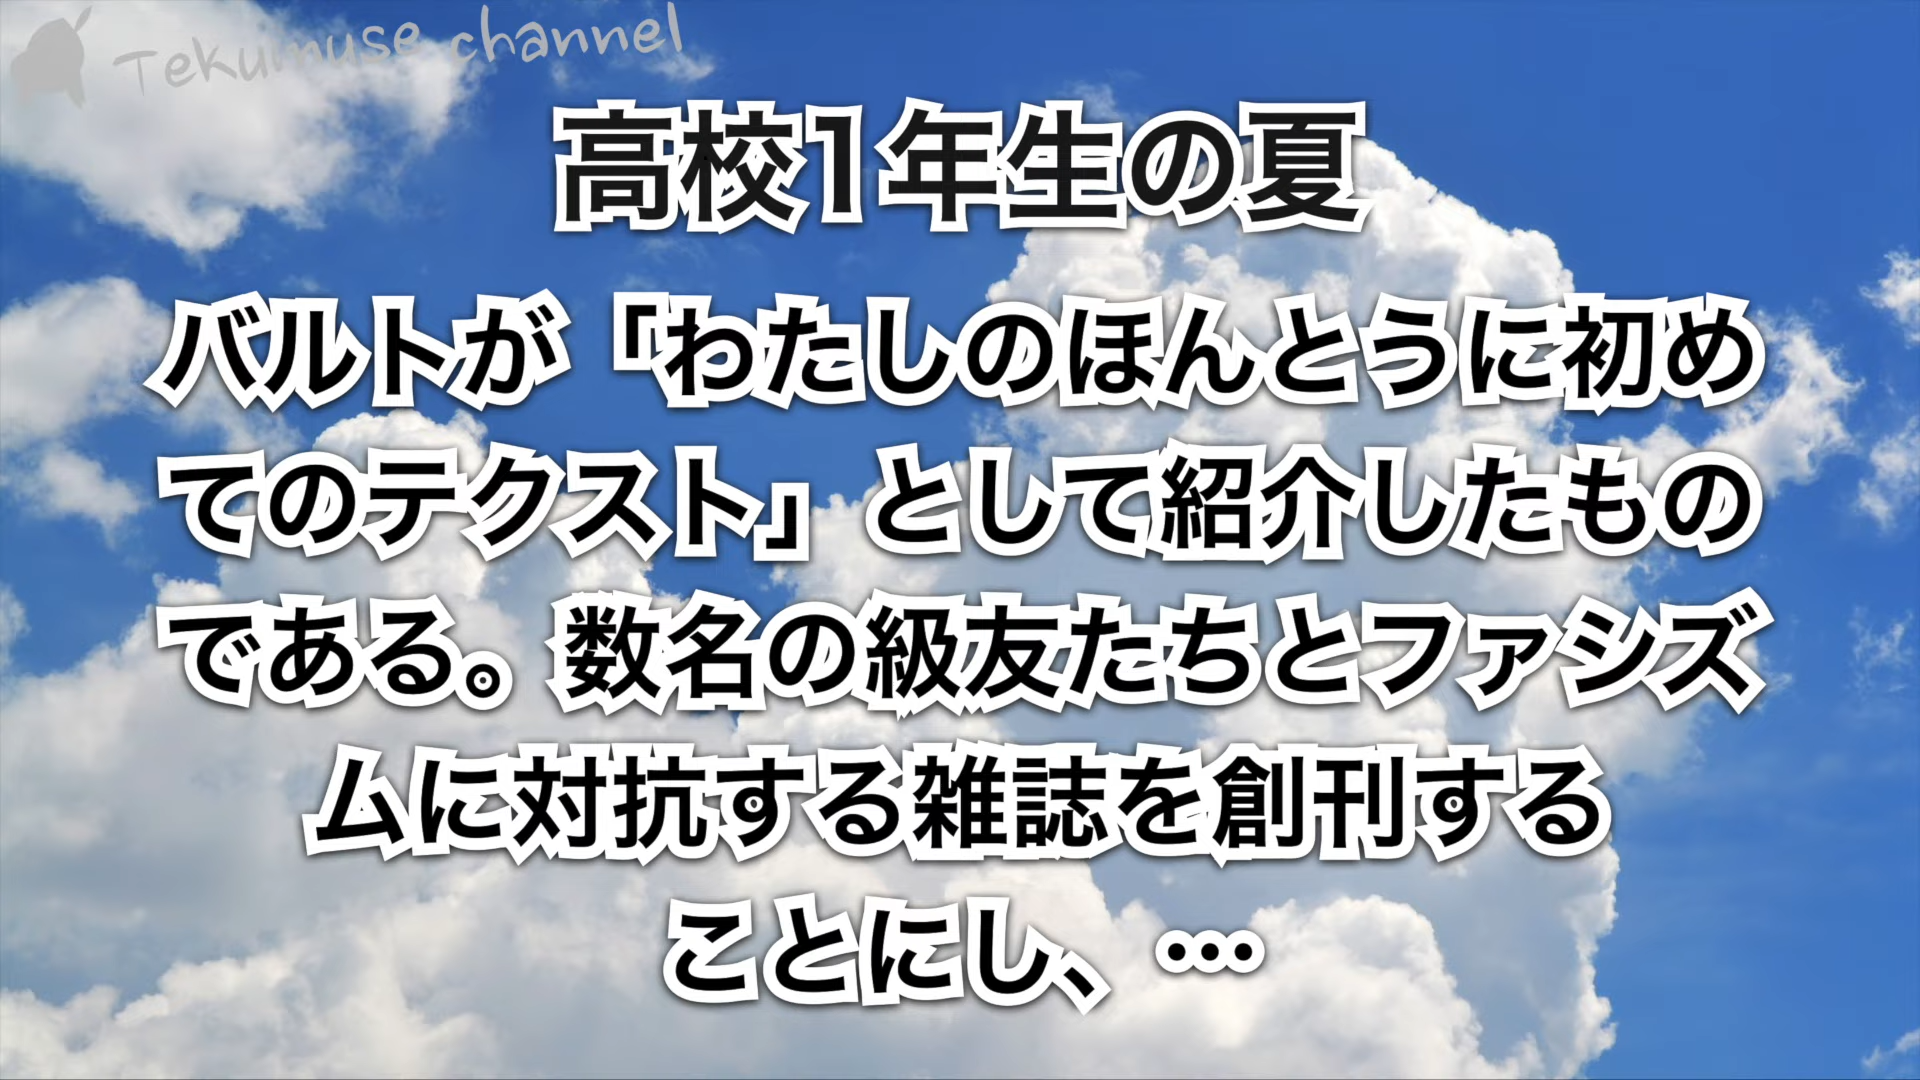 Tekumuse channel
高校1年生の夏
バルトが「わたしのほんとうに初め
てのテクスト」として紹介したもの
である。数名の級友たちとファシズ
ムに対抗する雑誌を創刊する
ことにし、…